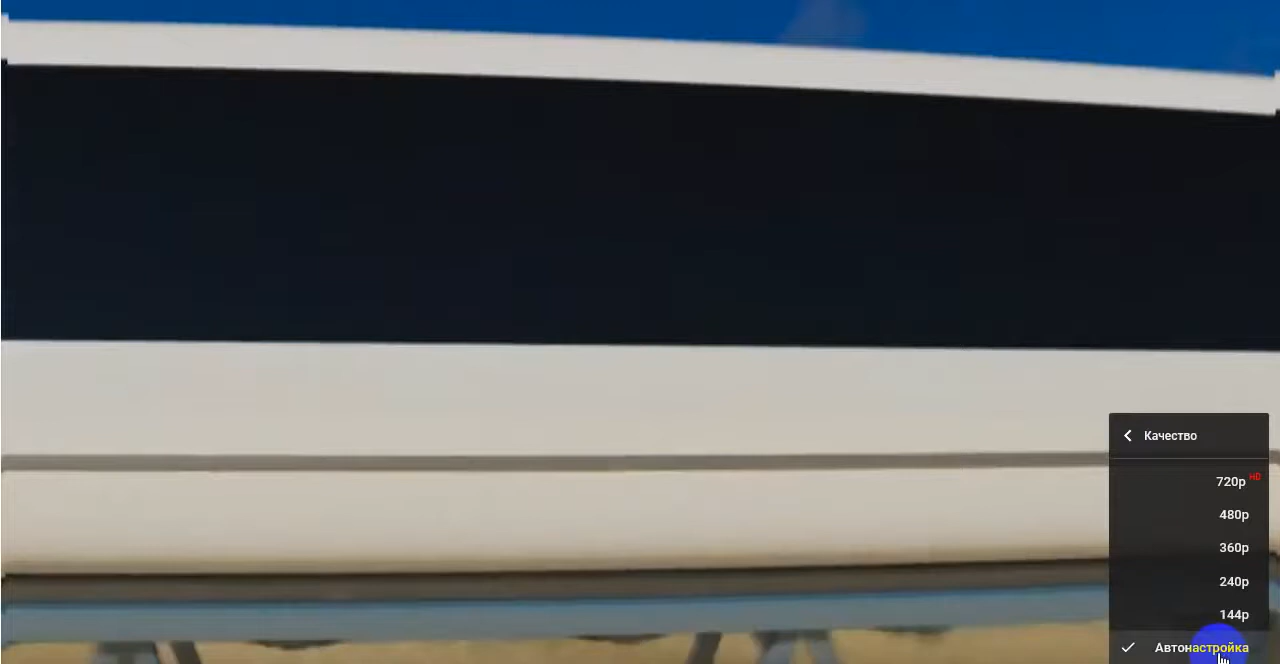 Качество
720p HD
480p
360p
240p
144p
Автонастройка